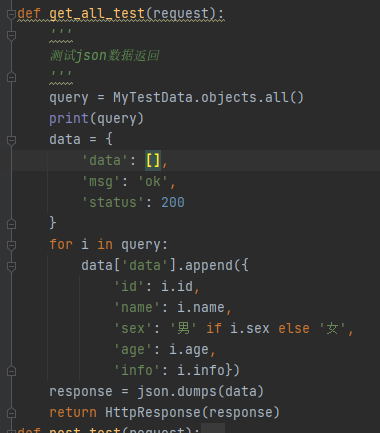 def get_all_test(request):
    '''
    测试json数据返回
    '''
    query = MyTestData.objects.all()
    print(query)
    data = {
        'data': [],
        'msg': 'ok',
        'status': 200
    }
    for i in query:
        data['data'].append({
            'id': i.id,
            'name': i.name,
            'sex': '男' if i.sex else '女',
            'age': i.age,
            'info': i.info})
    response = json.dumps(data)
    return HttpResponse(response)
def post_test(request):